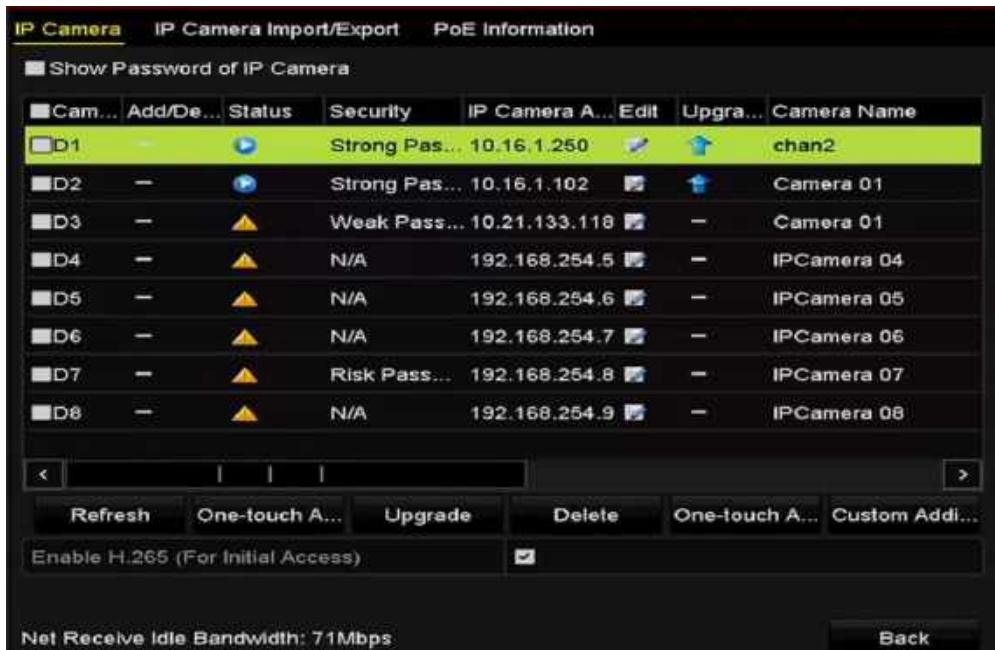 IP Camera IP Camera Import/Export PoE Information
Show Password of IP Camera
Cam... Add/De... Status Security IP Camera A... Edit Upgra... Camera Name
D1 Strong Pas... 10.16.1.250 chan2
D2 — Strong Pas... 10.16.1.102 Camera 01
D3 — Weak Pass... 10.21.133.118 — Camera 01
D4 — N/A 192.168.254.5 — IPCamera 04
D5 — N/A 192.168.254.6 — IPCamera 05
D6 — N/A 192.168.254.7 — IPCamera 06
D7 — Risk Pass... 192.168.254.8 — IPCamera 07
D8 — N/A 192.168.254.9 — IPCamera 08
< >
Refresh One-touch A... Upgrade Delete One-touch A... Custom Addi...
Enable H.265 (For Initial Access)
Net Receive Idle Bandwidth: 71Mbps Back